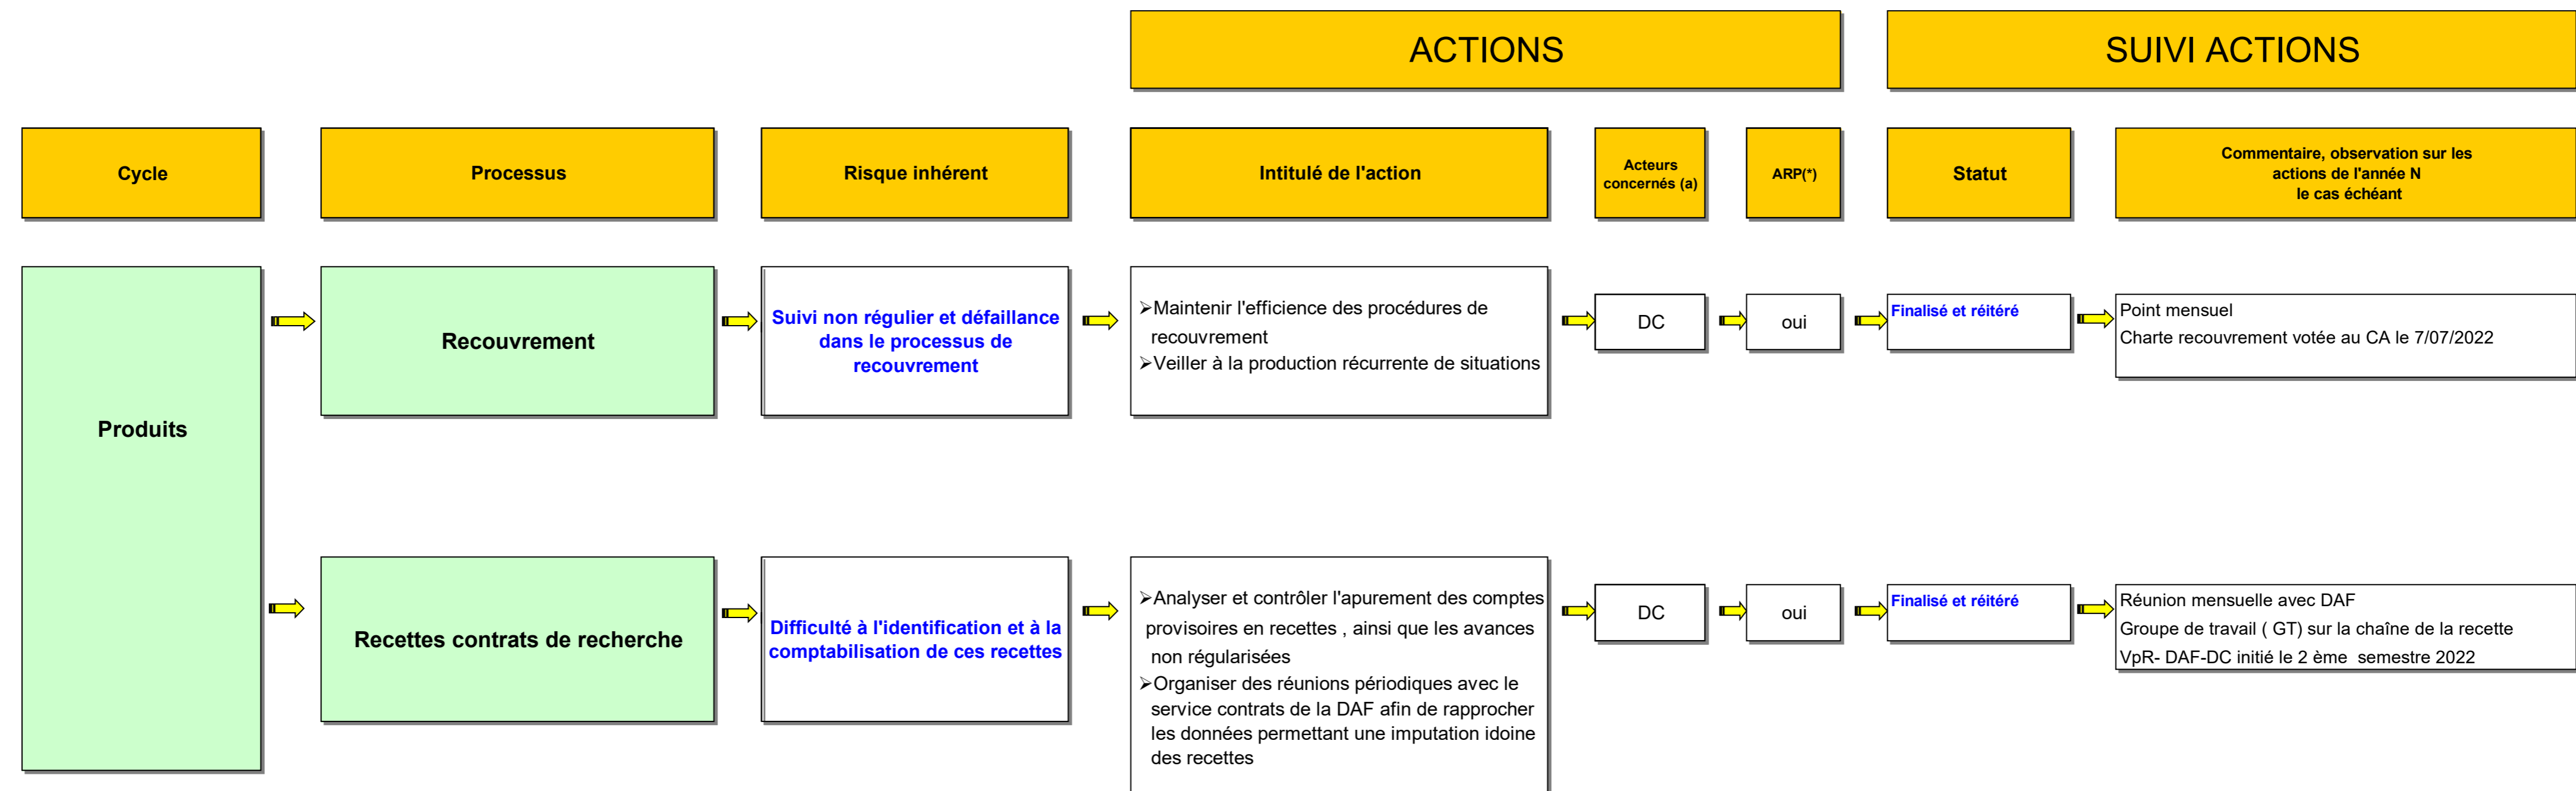 ACTIONS
SUIVI ACTIONS
Cycle
Processus
Risque inhérent
Intitulé de l'action
Acteurs
concernés (a)
ARP(*)
Statut
Commentaire, observation sur les
actions de l'année N
le cas échéant
Produits
Recouvrement
Suivi non régulier et défaillance
dans le processus de
recouvrement
➢Maintenir l'efficience des procédures de
recouvrement
➢Veiller à la production récurrente de situations
DC
oui
Finalisé et réitéré
Point mensuel
Charte recouvrement votée au CA le 7/07/2022
Recettes contrats de recherche
Difficulté à l'identification et à la
comptabilisation de ces recettes
➢Analyser et contrôler l'apurement des comptes
provisoires en recettes , ainsi que les avances
non régularisées
➢Organiser des réunions périodiques avec le
service contrats de la DAF afin de rapprocher
les données permettant une imputation idoine
des recettes
DC
oui
Finalisé et réitéré
Réunion mensuelle avec DAF
Groupe de travail ( GT) sur la chaîne de la recette
VpR- DAF-DC initié le 2 ème semestre 2022